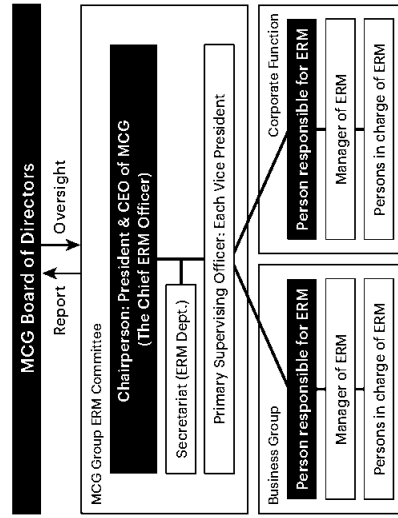 MCG Board of Directors
Report
Oversight
MCG Group ERM Committee
Chairperson: President & CEO of MCG
(The Chief ERM Officer)
Secretariat (ERM Dept.)
Primary Supervising Officer: Each Vice President
Business Group
Person responsible for ERM
Manager of ERM
Persons in charge of ERM
Corporate Function
Person responsible for ERM
Manager of ERM
Persons in charge of ERM